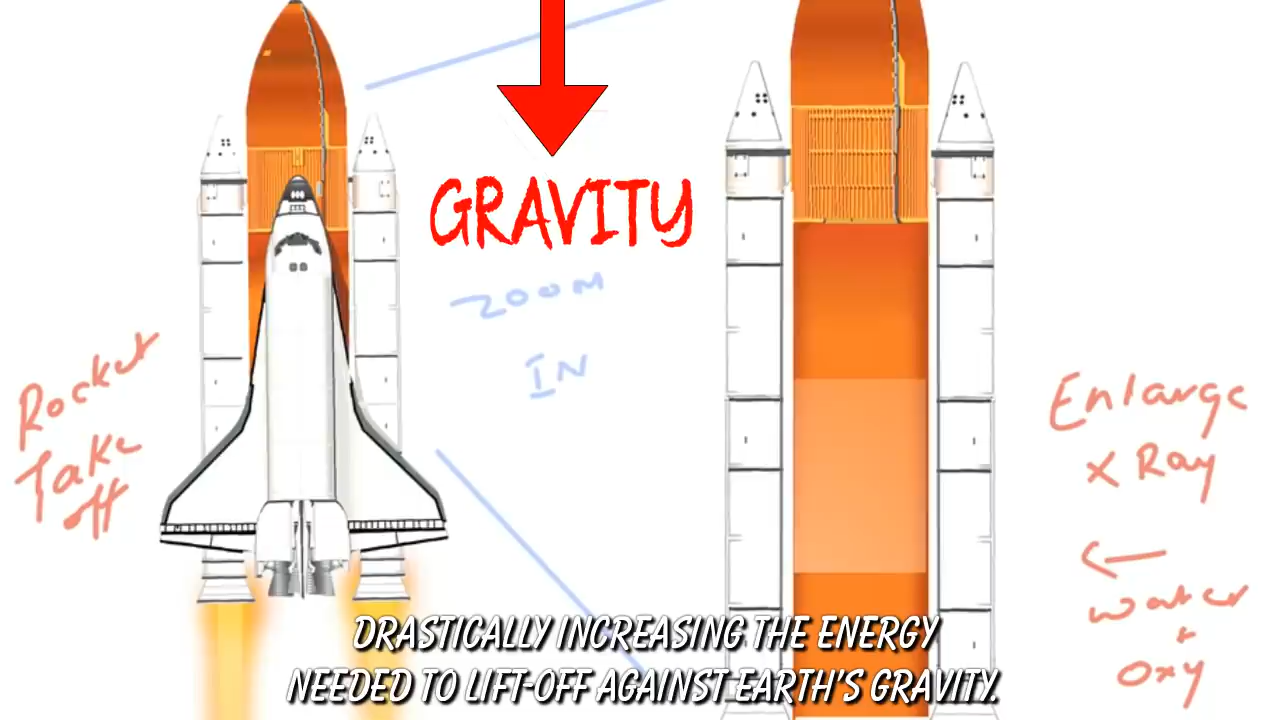 GRAVITY
ZOOM
IN
Rocket
Take
off
Enlarge
X Ray
water
+
oxy
DRASTICALLY INCREASING THE ENERGY
NEEDED TO LIFT-OFF AGAINST EARTH'S GRAVITY.